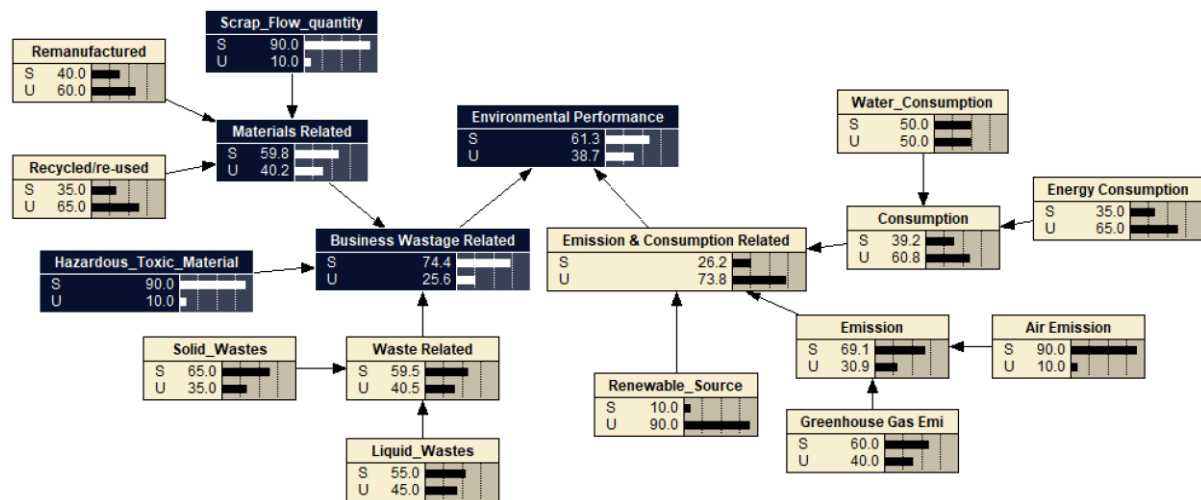 Scrap_Flow_quantity
S 90.0
U 10.0
Remanufactured
S 40.0
U 60.0
Materials Related
S 59.8
U 40.2
Recycled/re-used
S 35.0
U 65.0
Environmental Performance
S 61.3
U 38.7
Water_Consumption
S 50.0
U 50.0
Energy Consumption
S 35.0
U 65.0
Consumption
S 39.2
U 60.8
Business Wastage Related
S 74.4
U 25.6
Emission & Consumption Related
S 26.2
U 73.8
Hazardous_Toxic_Material
S 90.0
U 10.0
Solid_Wastes
S 65.0
U 35.0
Waste Related
S 59.5
U 40.5
Emission
S 69.1
U 30.9
Air Emission
S 90.0
U 10.0
Renewable_Source
S 10.0
U 90.0
Greenhouse Gas Emi
S 60.0
U 40.0
Liquid_Wastes
S 55.0
U 45.0